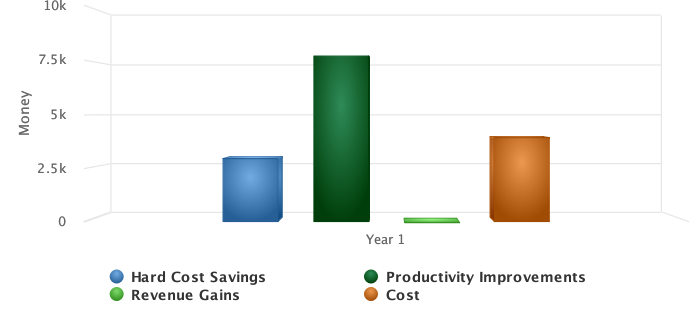 10k
7.5k
5k
2.5k
0
Money
Year 1
Hard Cost Savings
Productivity Improvements
Revenue Gains
Cost